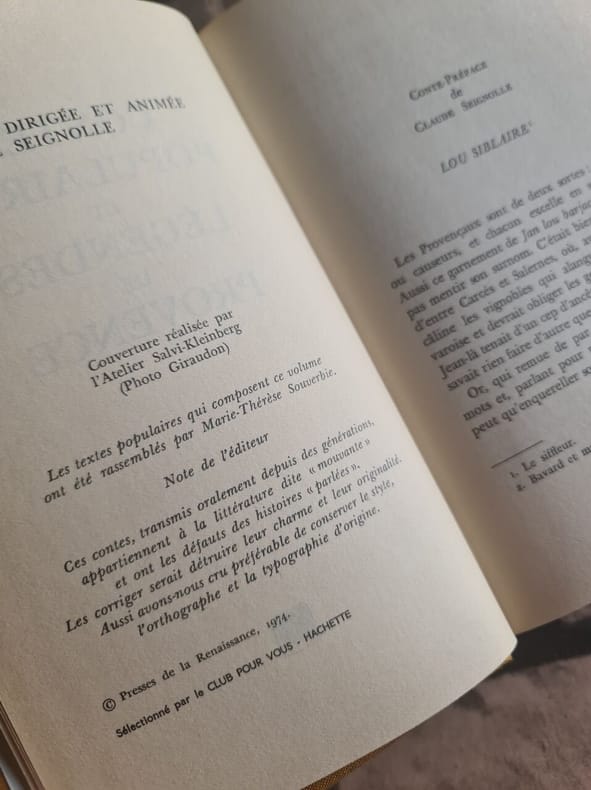 DIRIGÉE ET ANIMÉE
SEIGNOLLE
Couverture réalisée par
l'Atelier Salvi-Kleinberg
(Photo Giraudon)
Les textes populaires qui composent ce volume
ont été rassemblés par Marie-Thérèse Souverbie.
Note de l'éditeur
Ces contes, transmis oralement depuis des générations,
appartiennent à la littérature dite « mouvante »
et ont les défauts des histoires « parlées ».
Les corriger serait détruire leur charme et leur originalité.
Aussi avons-nous cru préférable de conserver le style,
l'orthographe et la typographie d'origine.
© Presses de la Renaissance, 1974.
Sélectionné par le CLUB POUR VOUS - HACHETTE
CONTE-PRÉFACE
de
CLAUDE SEIGNOLLE
LOU SIBLAIRE¹
Les Provençaux sont de deux sortes :
ou causeurs, et chacun excelle en
Aussi ce garnement de Jan lou barjac
pas mentir son surnom. C'était bien
d'entre Carcès et Salernes, où,
câline les vignobles qui
varoise et devrait obliger les
Jean-là tenait d'un cep
savait rien faire d'autre que
Or, qui remue de
mots et, parlant pour
peut qu'enquereller
1. Le siffleur.
2. Bavard et